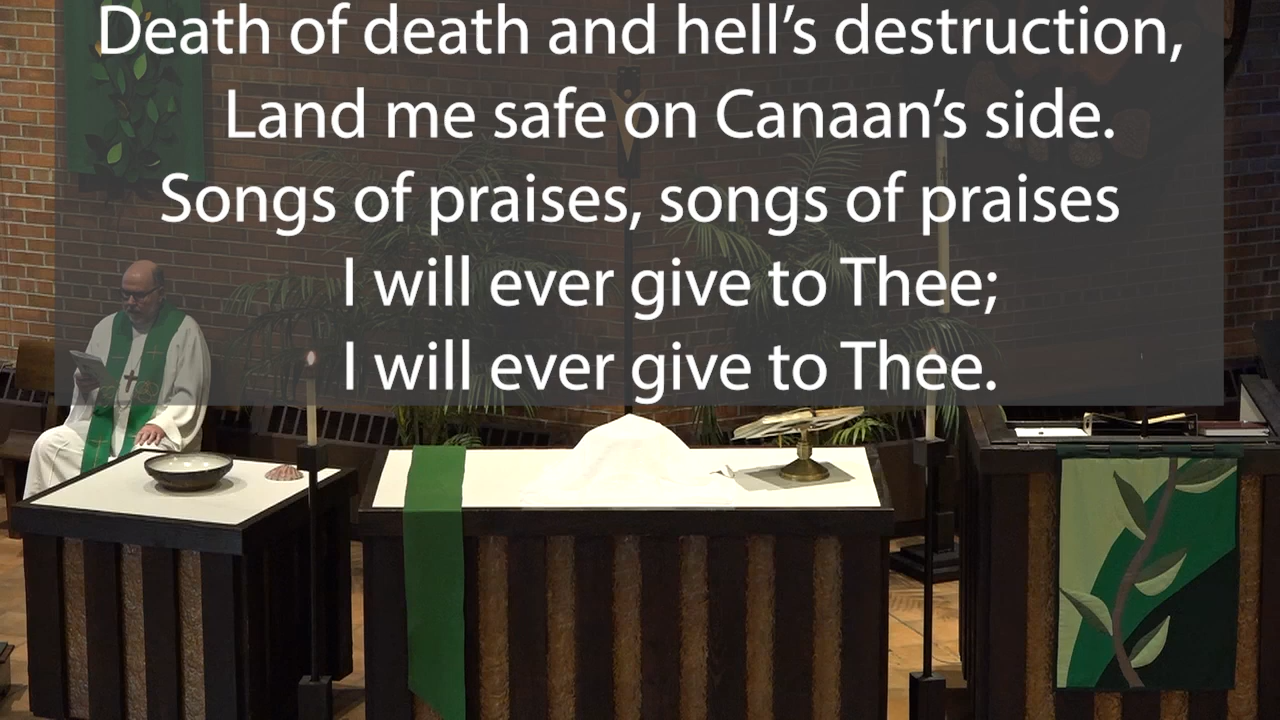 Death of death and hell’s destruction,
Land me safe on Canaan’s side.
Songs of praises, songs of praises
I will ever give to Thee;
I will ever give to Thee.